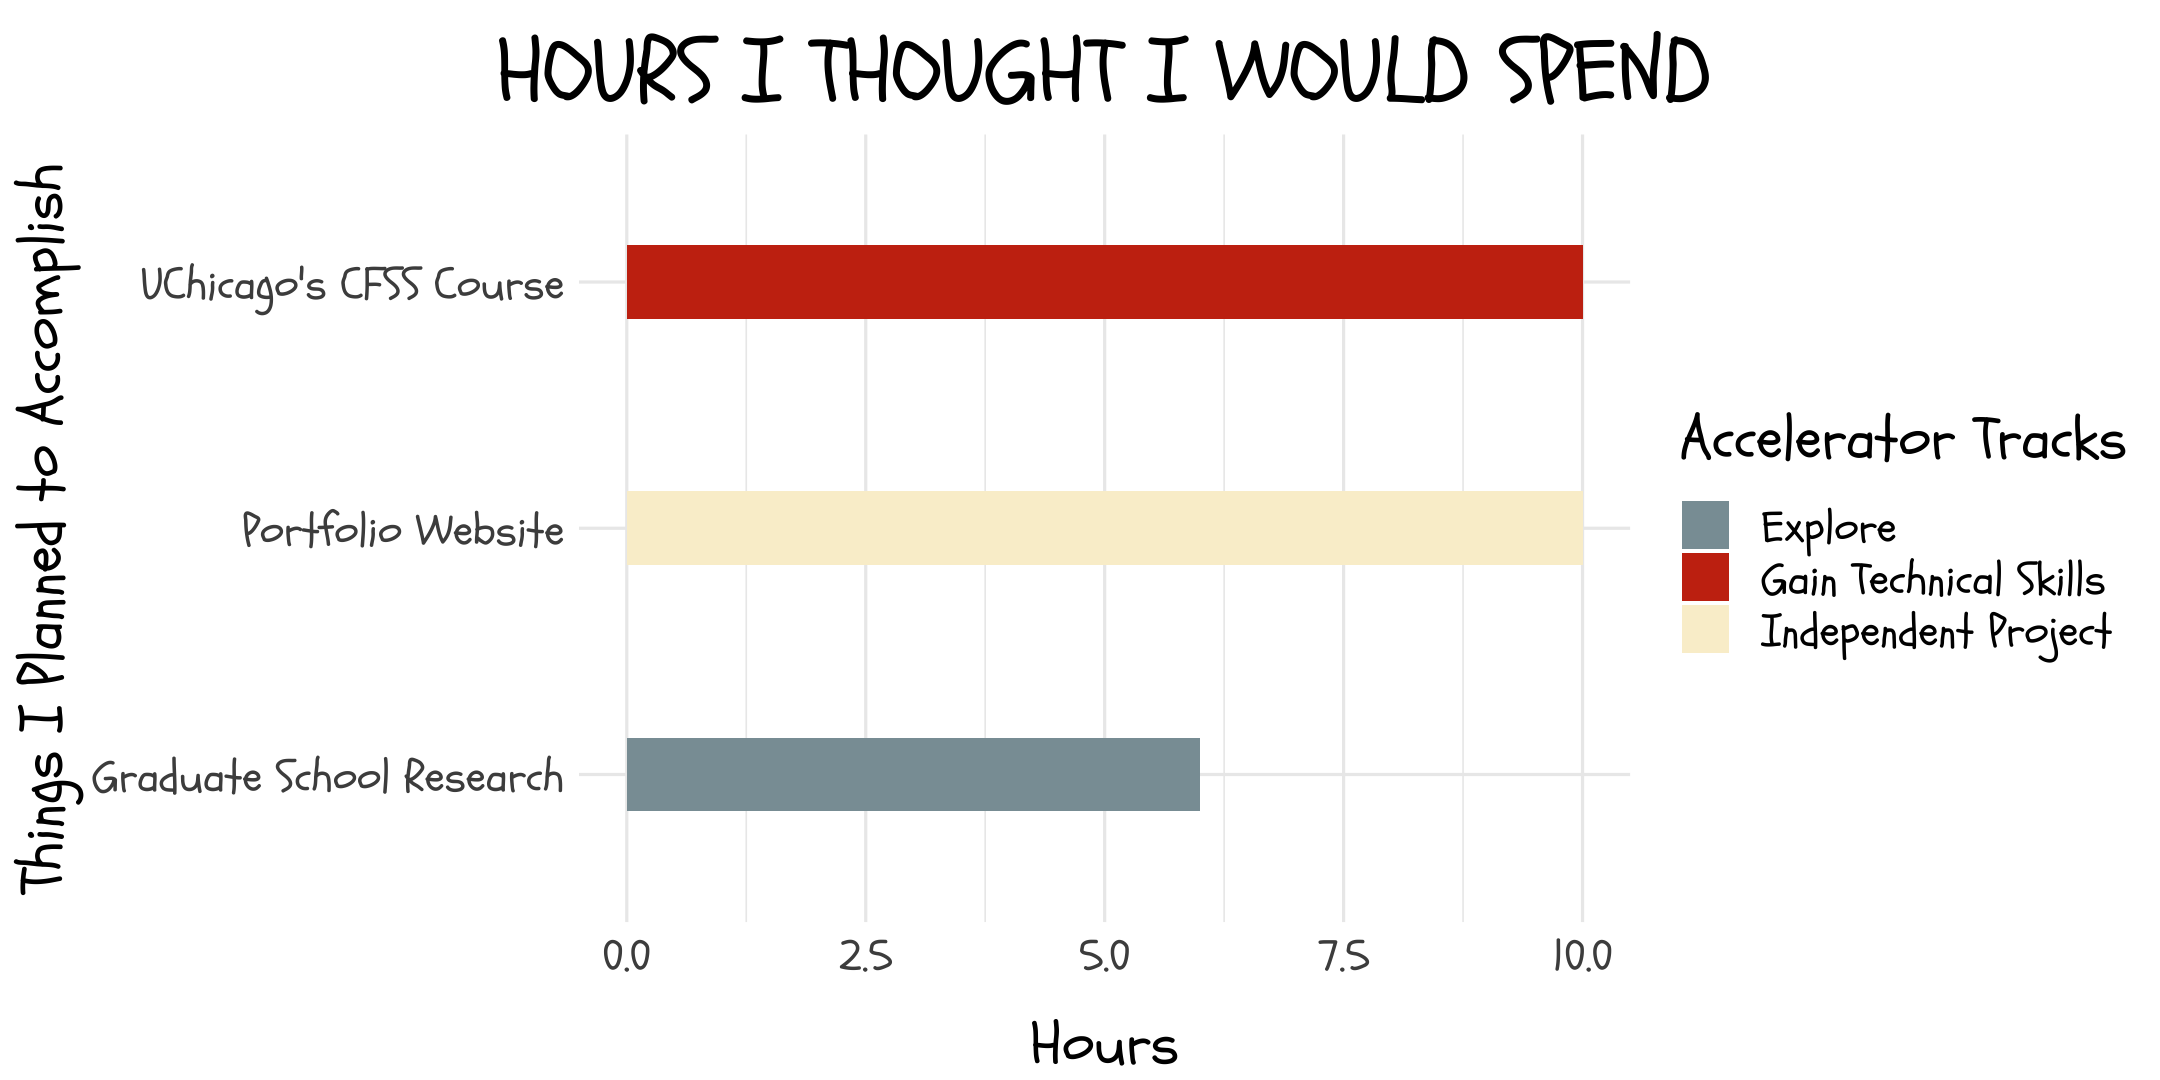 HOURS I THOUGHT I WOULD SPEND
Things I Planned to Accomplish
UChicago's CFSS Course
Portfolio Website
Graduate School Research
0.0
2.5
5.0
7.5
10.0
Hours
Accelerator Tracks
Explore
Gain Technical Skills
Independent Project